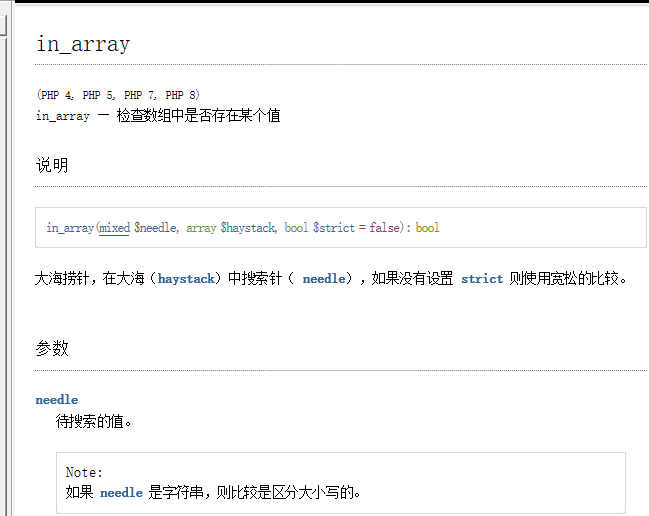 in_array
(PHP 4, PHP 5, PHP 7, PHP 8)
in_array — 检查数组中是否存在某个值
说明
in_array(mixed $needle, array $haystack, bool $strict = false): bool
大海捞针，在大海（haystack）中搜索针（ needle），如果没有设置 strict 则使用宽松的比较。
参数
needle
待搜索的值。
Note:
如果 needle 是字符串，则比较是区分大小写的。